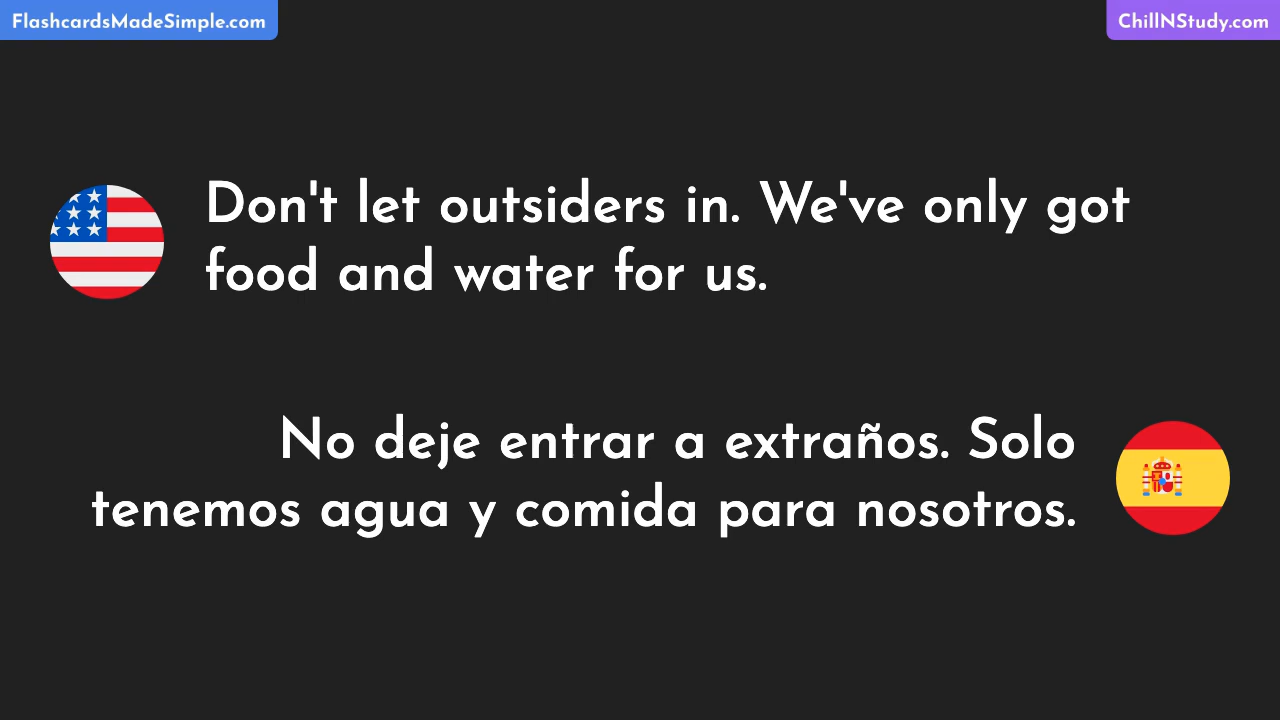 FlashcardsMadeSimple.com
ChillNStudy.com
Don't let outsiders in. We've only got
food and water for us.
No deje entrar a extraños. Solo
tenemos agua y comida para nosotros.